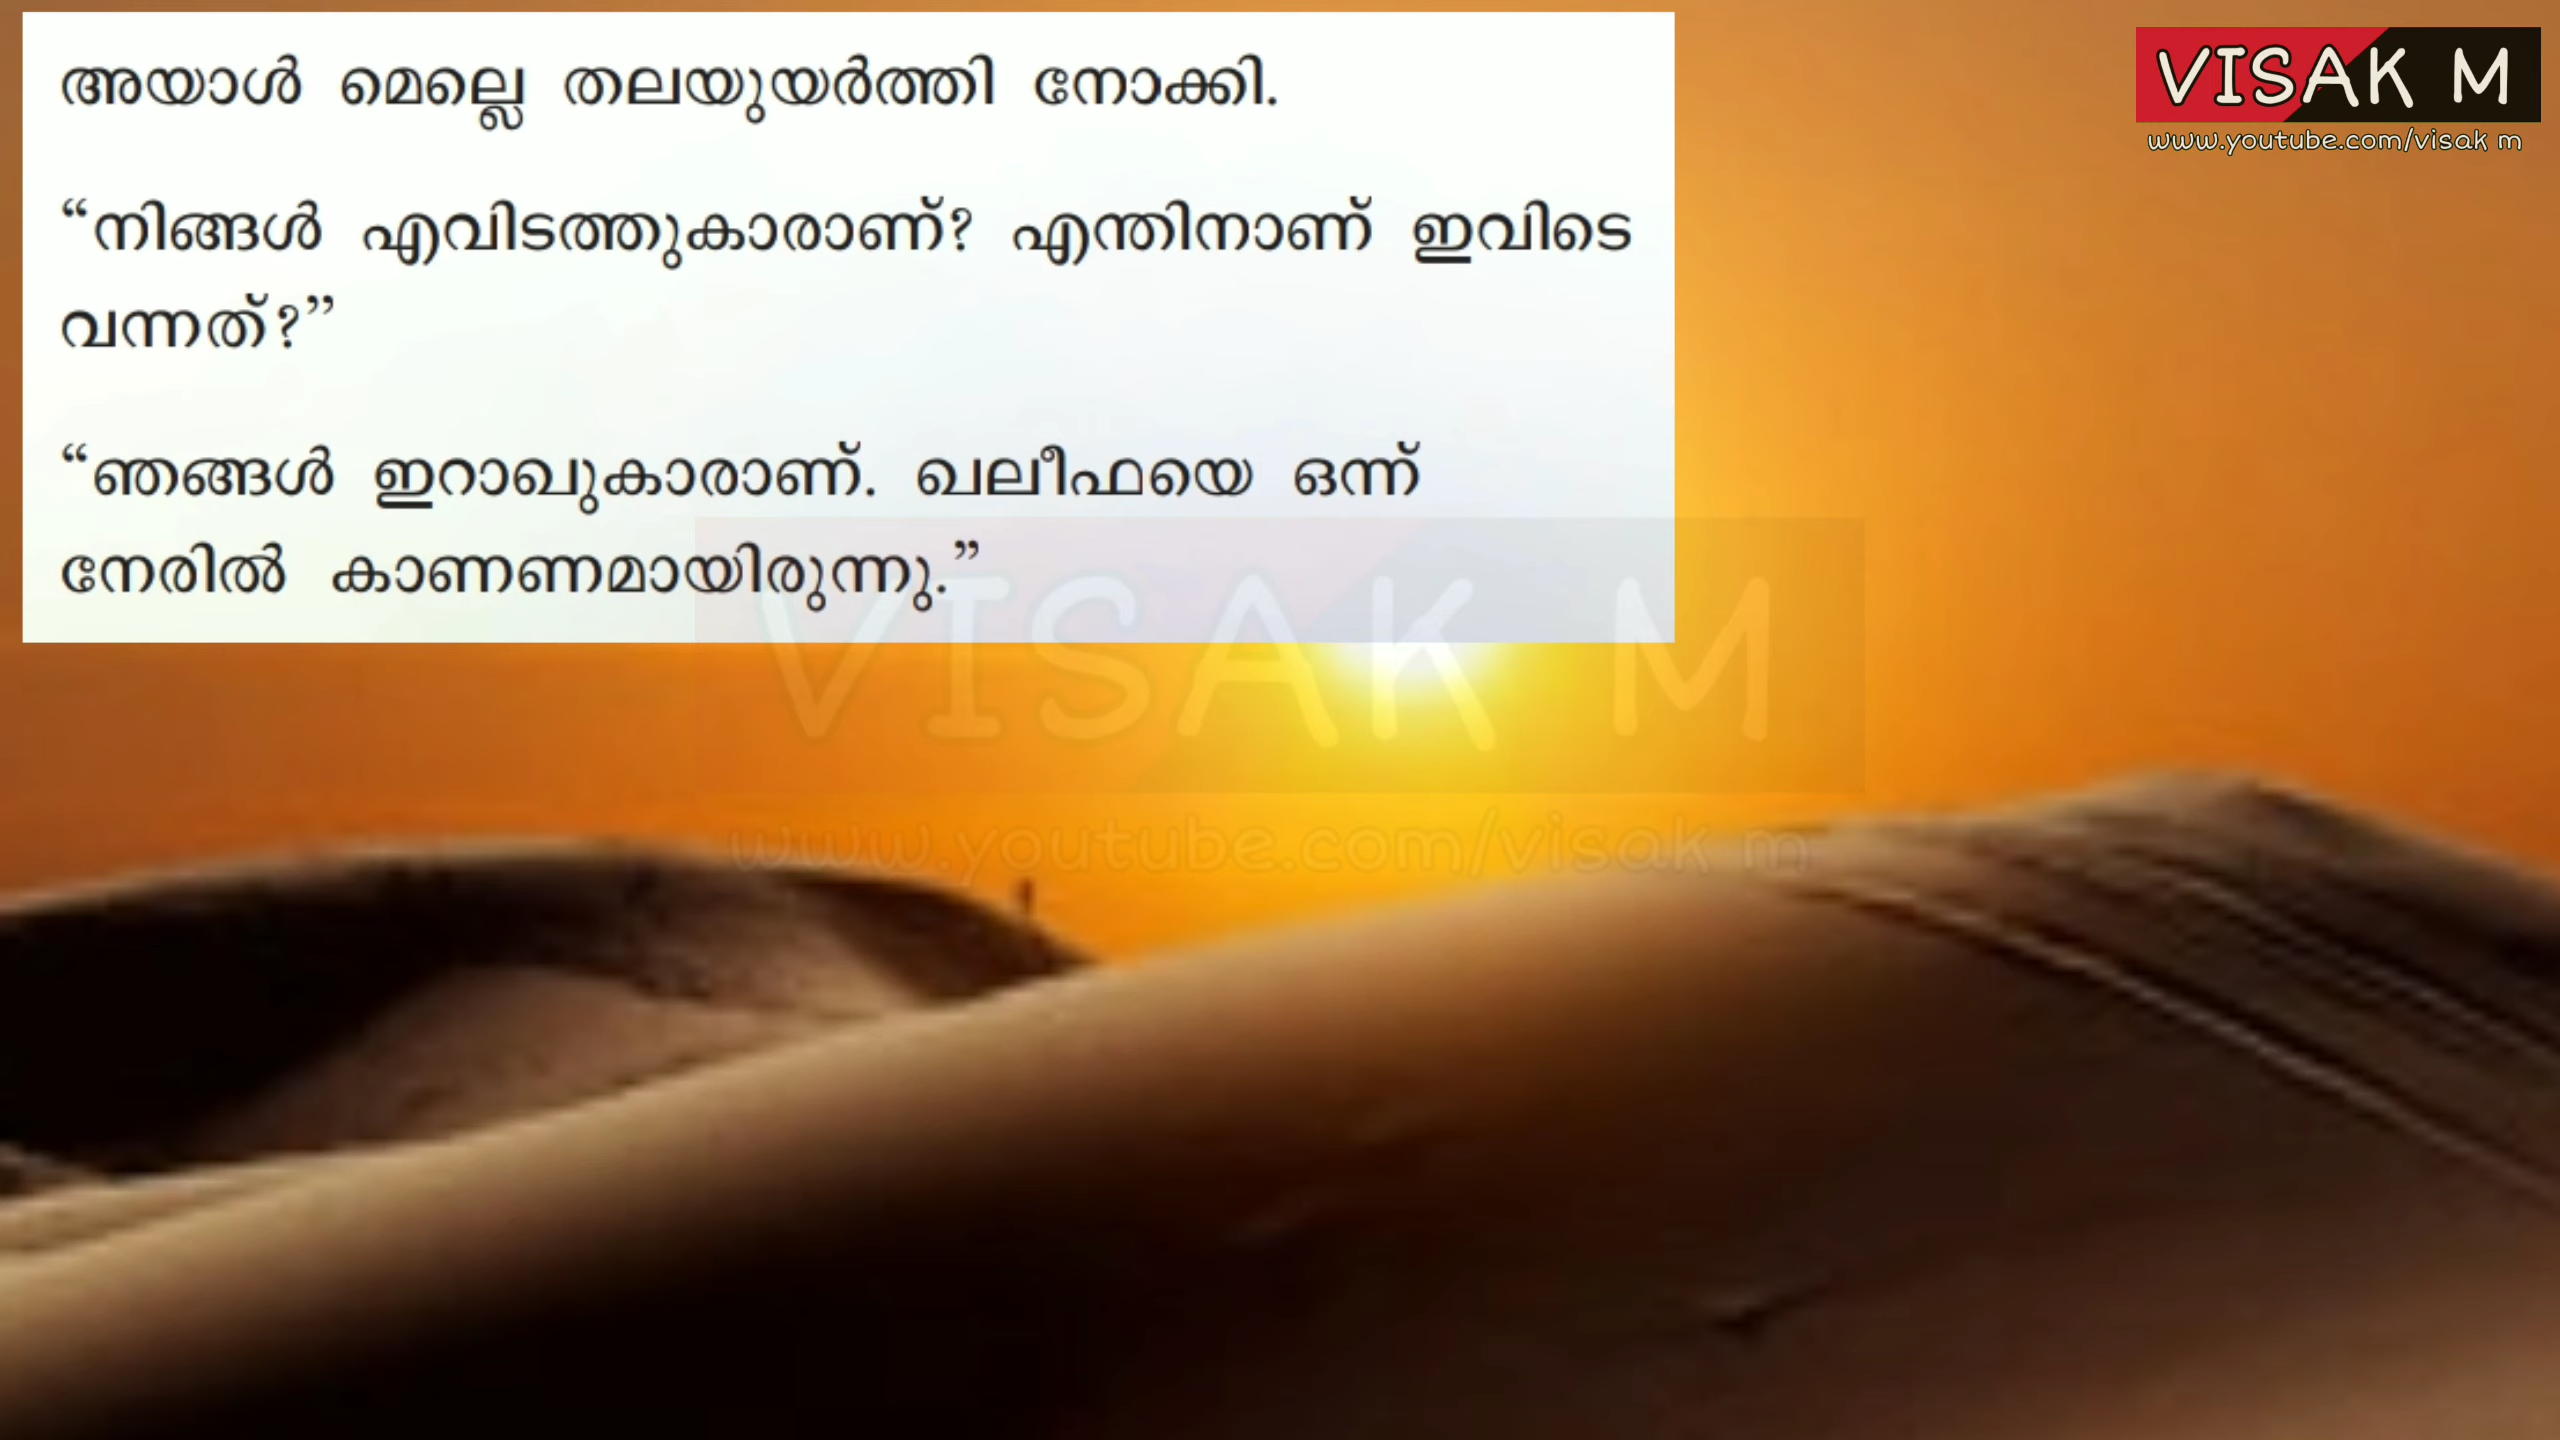 അയാൾ മെല്ലെ തലയുയർത്തി നോക്കി.
“നിങ്ങൾ എവിടത്തുകാരാണ്? എന്തിനാണ് ഇവിടെ
വന്നത്?”
“ഞങ്ങൾ ഇറാഖുകാരാണ്. ഖലീഫയെ ഒന്ന്
നേരിൽ കാണണമായിരുന്നു.”
VISAK M
www.youtube.com/visak m
VISAK M
www.youtube.com/visak m